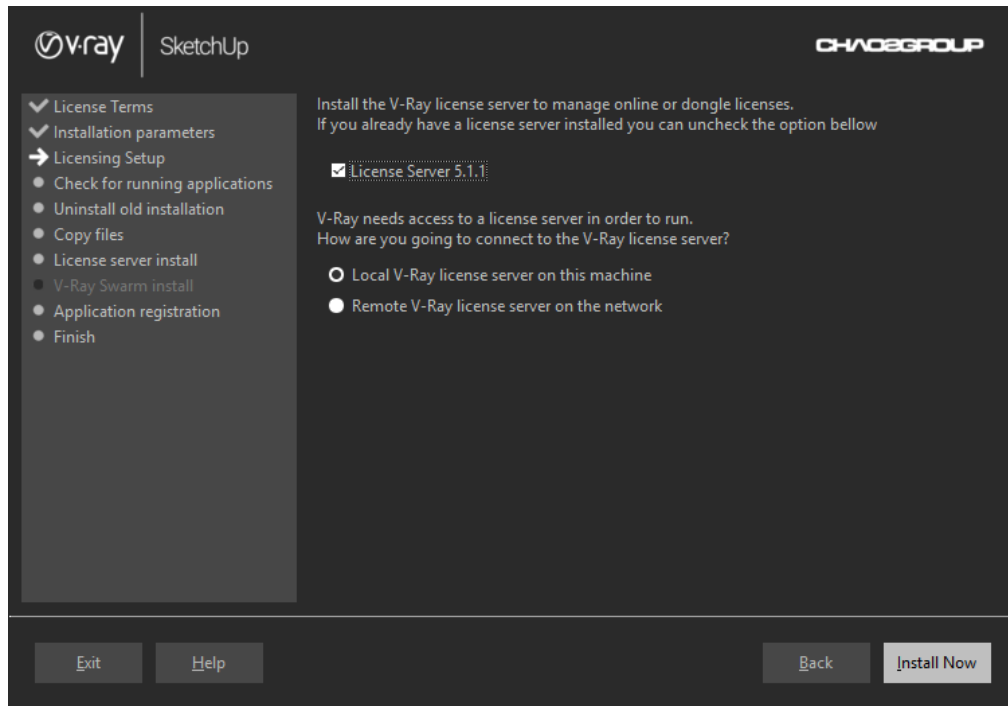 v·ray
SketchUp
CHAOSGROUP
License Terms
Installation parameters
Licensing Setup
Check for running applications
Uninstall old installation
Copy files
License server install
V-Ray Swarm install
Application registration
Finish
Install the V-Ray license server to manage online or dongle licenses.
If you already have a license server installed you can uncheck the option bellow
License Server 5.1.1
V-Ray needs access to a license server in order to run.
How are you going to connect to the V-Ray license server?
Local V-Ray license server on this machine
Remote V-Ray license server on the network
Exit
Help
Back
Install Now